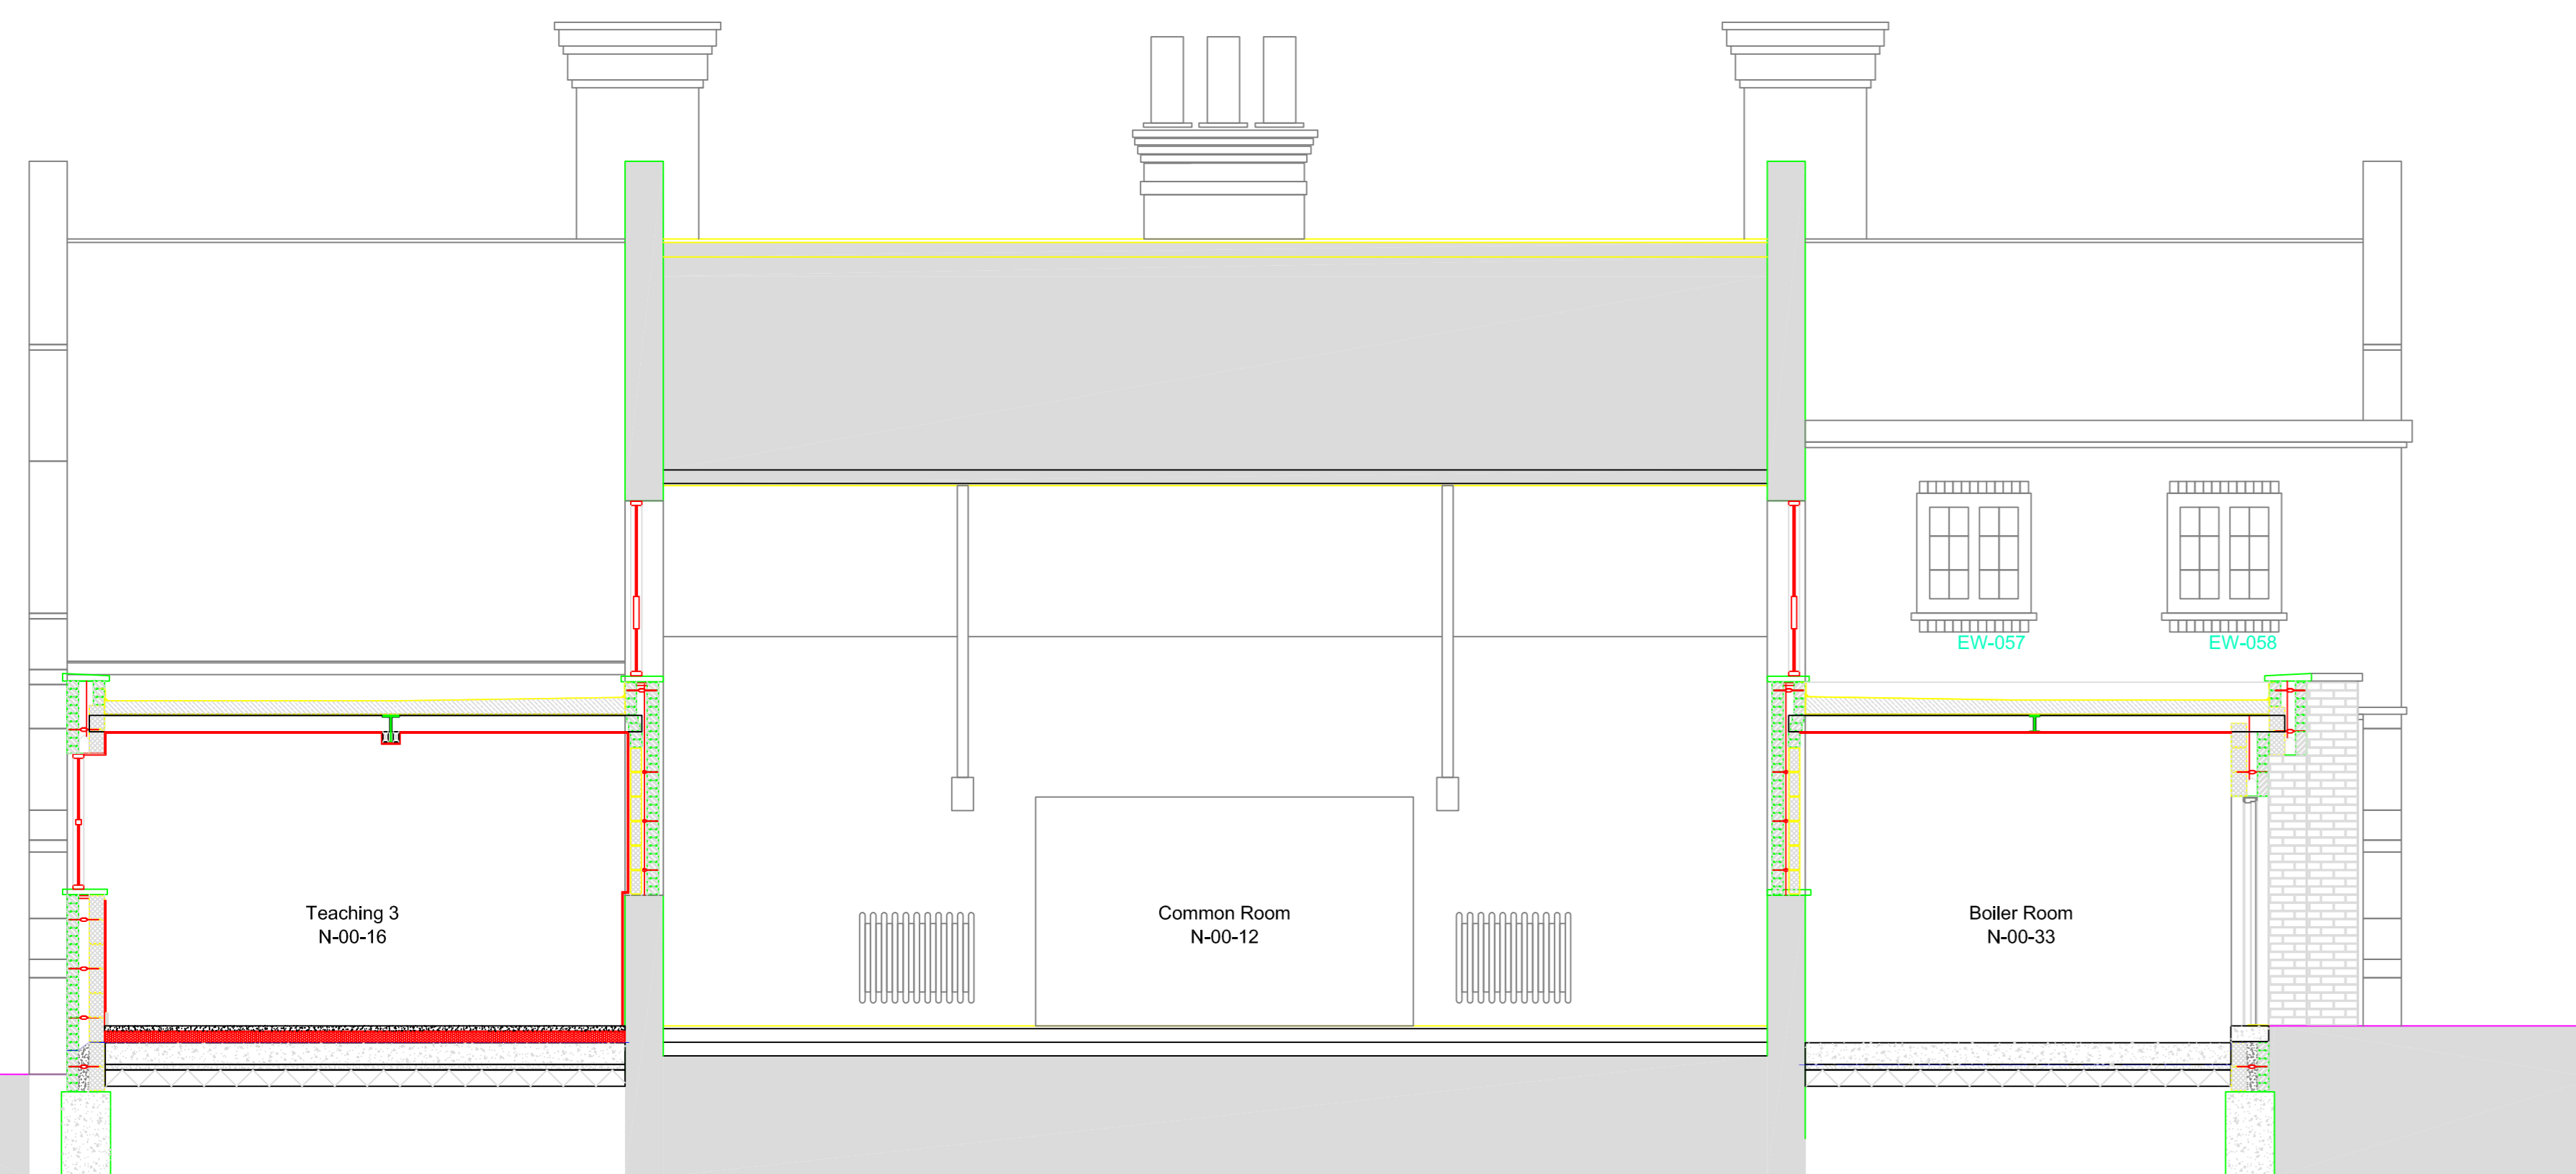 EW-057
EW-058
Teaching 3
N-00-16
Common Room
N-00-12
Boiler Room
N-00-33